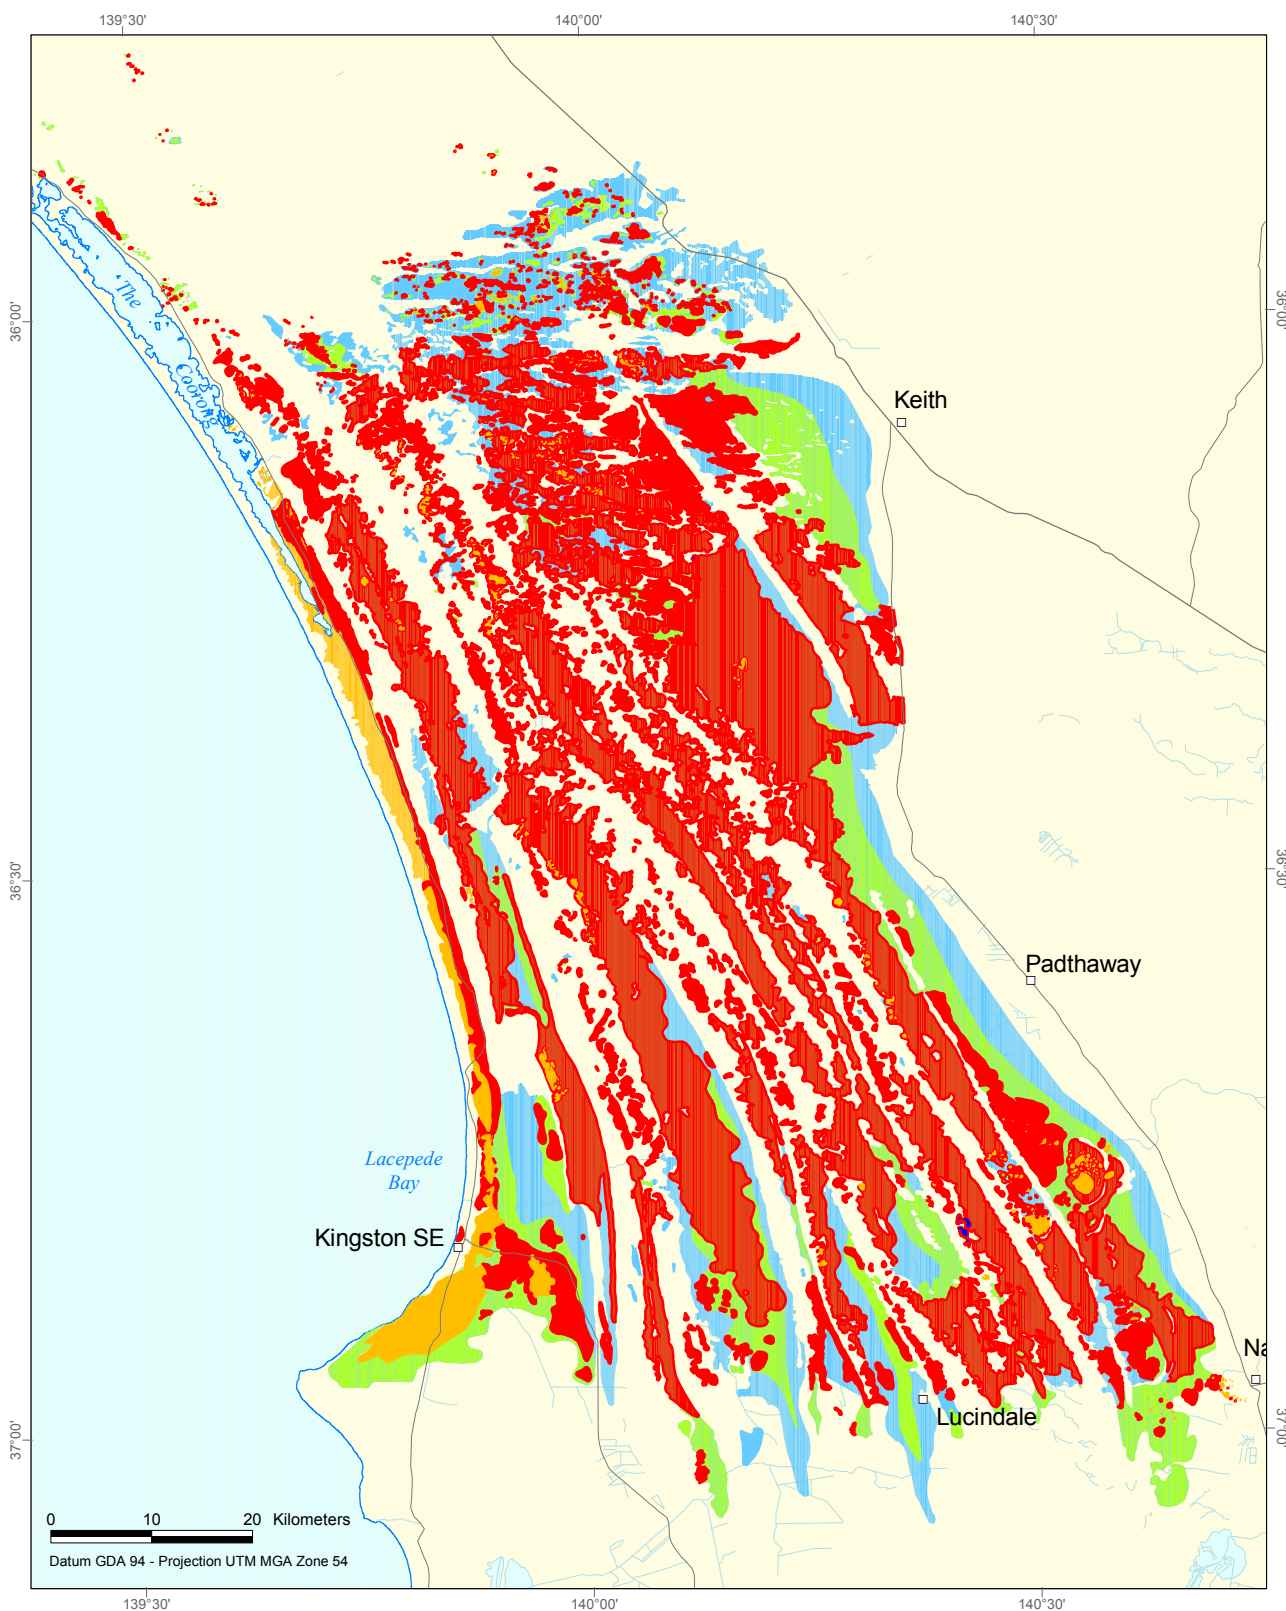 139°30'
140°00'
140°30'
36°00'
36°00'
The
Coorong
Keith
36°30'
36°30'
Padthaway
Lacepede
Bay
Kingston SE
Na
Lucindale
37°00'
37°00'
0 10 20 Kilometers
Datum GDA 94 - Projection UTM MGA Zone 54
139°30'
140°00'
140°30'